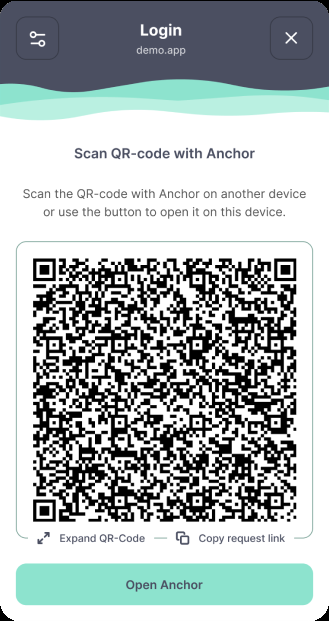 Login
demo.app
Scan QR-code with Anchor
Scan the QR-code with Anchor on another device
or use the button to open it on this device.
Expand QR-Code
Copy request link
Open Anchor